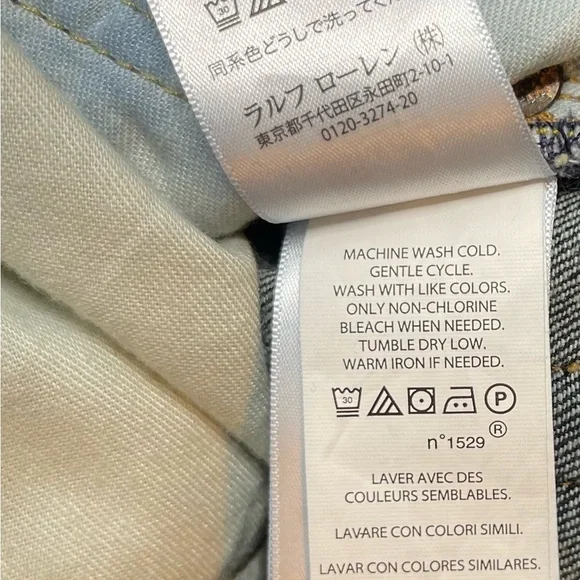 30
同系色どうしで洗ってくだ
ラルフ ローレン (株)
東京都千代田区永田町2-10-1
0120-3274-20
MACHINE WASH COLD.
GENTLE CYCLE.
WASH WITH LIKE COLORS.
ONLY NON-CHLORINE
BLEACH WHEN NEEDED.
TUMBLE DRY LOW.
WARM IRON IF NEEDED.
30 P
n°1529 ®
LAVER AVEC DES
COULEURS SEMBLABLES.
LAVARE CON COLORI SIMILI.
LAVAR CON COLORES SIMILARES.